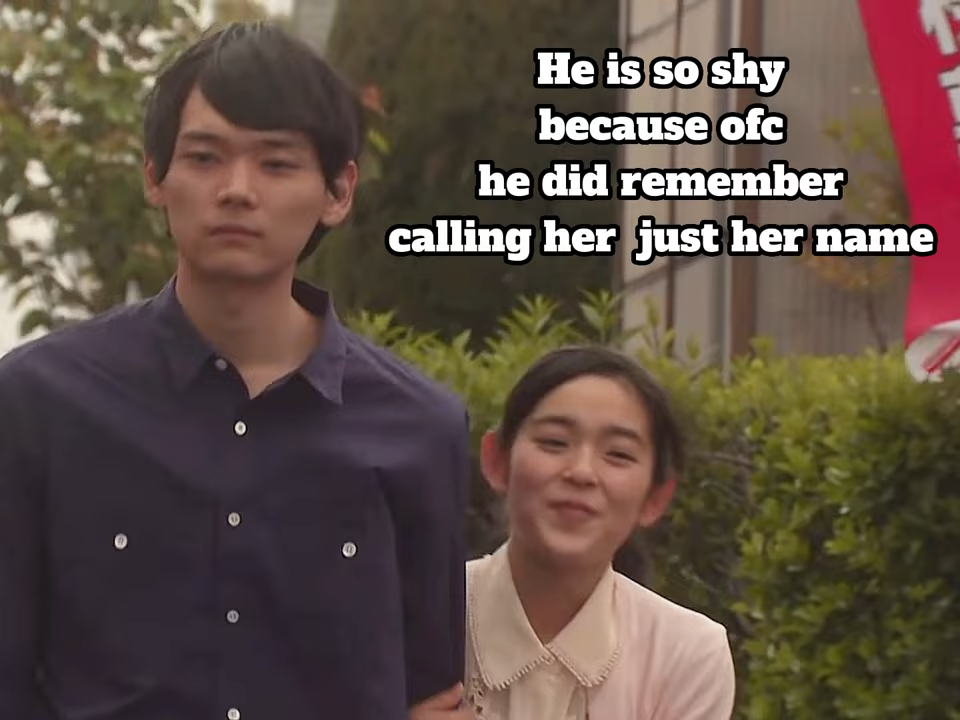 He is so shy
because ofc
he did remember
calling her just her name